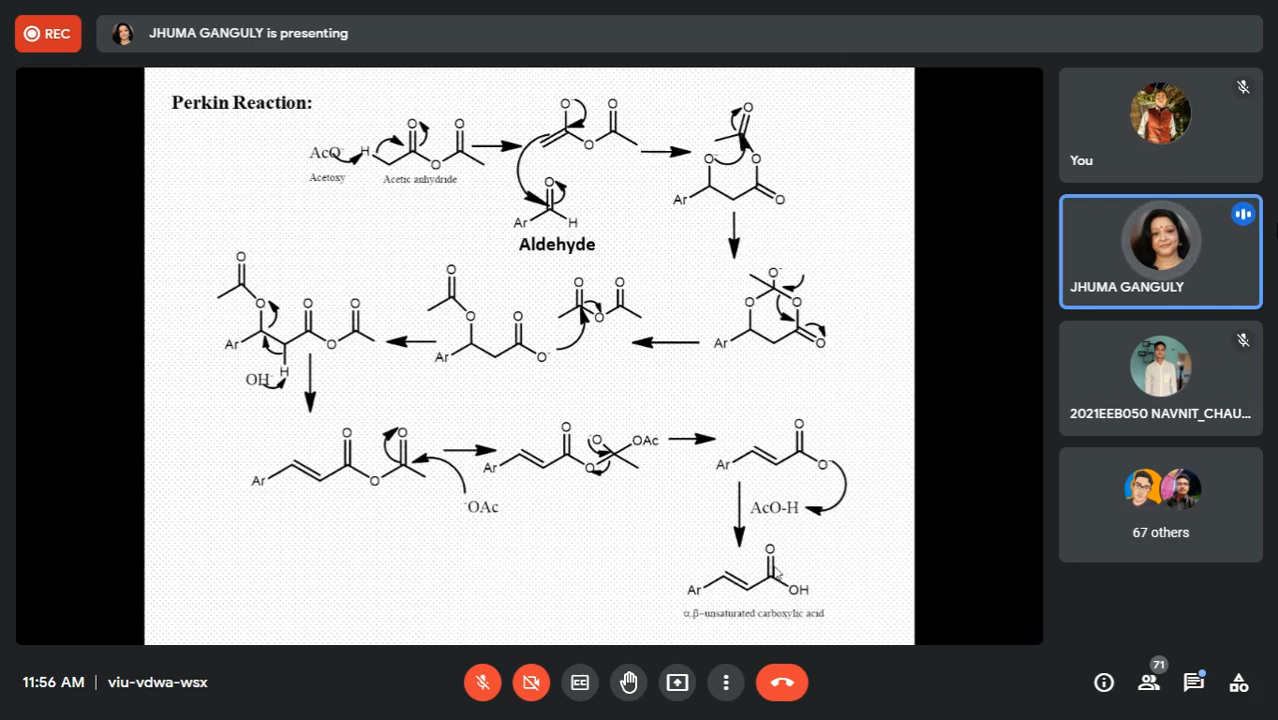 REC
JHUMA GANGULY is presenting
Perkin Reaction:
AcO-
H
O
O
O
Acetoxy
Acetic anhydride
O
O
O
O
Ar
H
Aldehyde
O
O-
O
Ar
O
O
O
O
O
Ar
O
O
O
O
Ar
OH-
H
O
O
O
Ar
O-
O
O
O
O-
O
O
Ar
O
O
O
O
Ar
-OAc
O
O
OAc
O
Ar
O
O-
Ar
AcO-H
O
Ar
OH
α,β-unsaturated carboxylic acid
You
JHUMA GANGULY
2021EEB050 NAVNIT_CHAU...
67 others
11:56 AM
viu-vdwa-wsx
CC
71